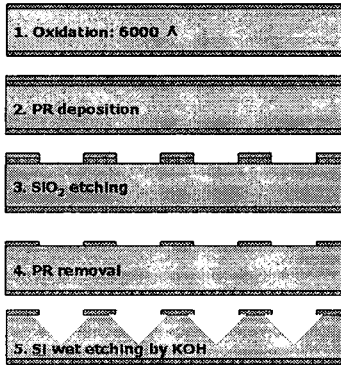 1. Oxidation: 6000 Å
2. PR deposition
3. SiO₂ etching
4. PR removal
5. Si wet etching by KOH